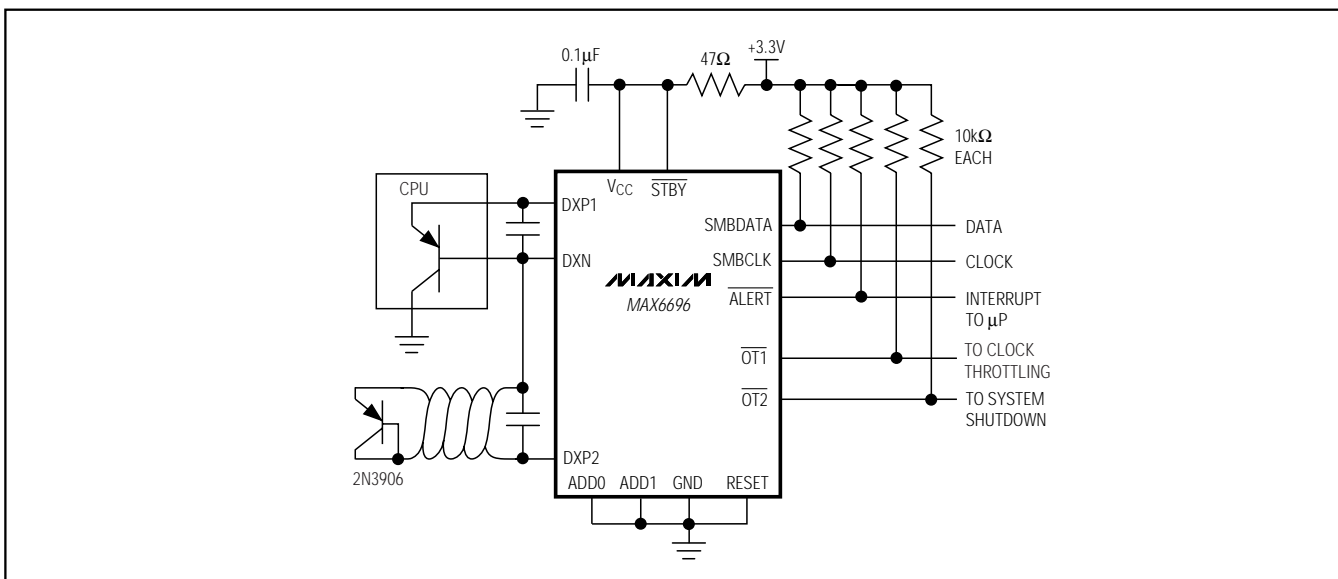 +3.3V
0.1µF
47Ω
10kΩ
EACH
CPU
VCC
STBY
DXP1
DXN
SMBDATA
DATA
SMBCLK
CLOCK
MAXIM
MAX6696
ALERT
INTERRUPT
TO µP
OT1
TO CLOCK
THROTTLING
OT2
TO SYSTEM
SHUTDOWN
DXP2
2N3906
ADD0
ADD1
GND
RESET